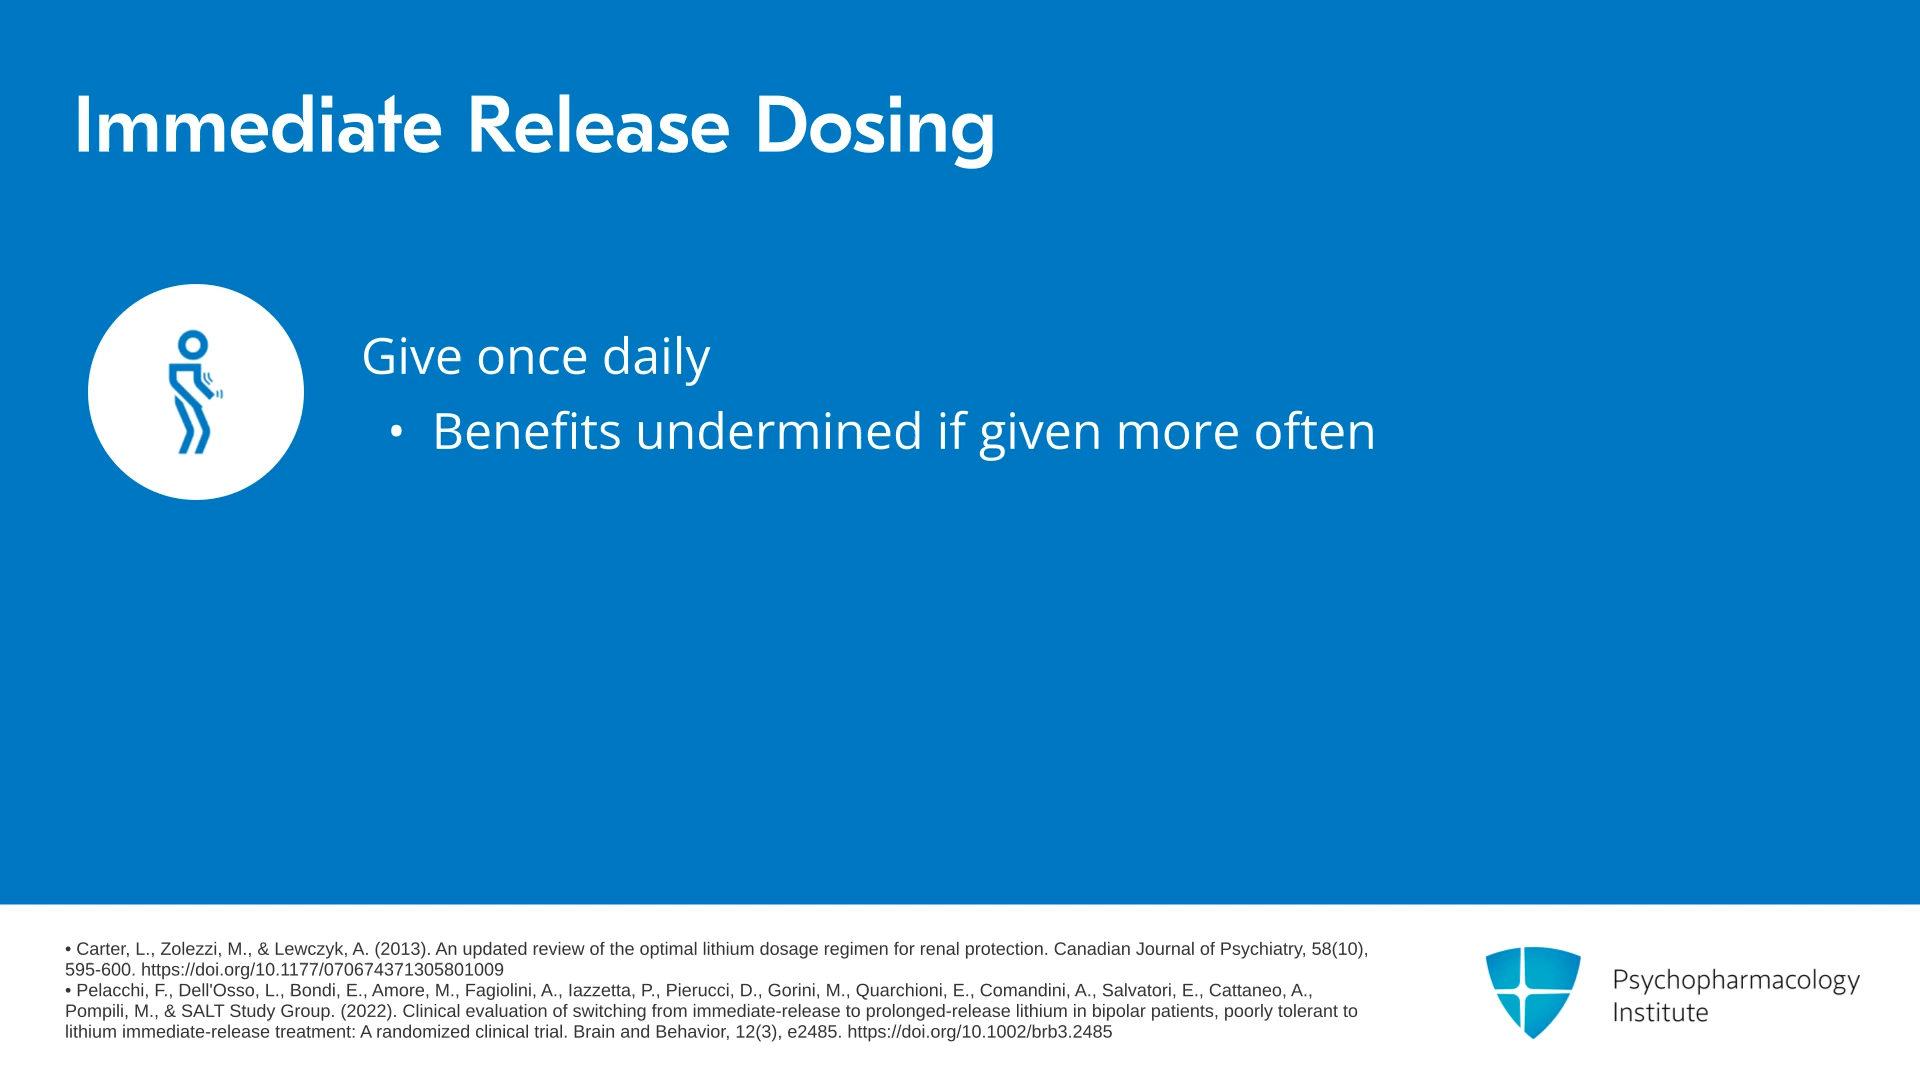 Immediate Release Dosing
Give once daily
• Benefits undermined if given more often
• Carter, L., Zolezzi, M., & Lewczyk, A. (2013). An updated review of the optimal lithium dosage regimen for renal protection. Canadian Journal of Psychiatry, 58(10),
595-600. https://doi.org/10.1177/070674371305801009
• Pelacchi, F., Dell'Osso, L., Bondi, E., Amore, M., Fagiolini, A., Iazzetta, P., Pierucci, D., Gorini, M., Quarchioni, E., Comandini, A., Salvatori, E., Cattaneo, A.,
Pompili, M., & SALT Study Group. (2022). Clinical evaluation of switching from immediate-release to prolonged-release lithium in bipolar patients, poorly tolerant to
lithium immediate-release treatment: A randomized clinical trial. Brain and Behavior, 12(3), e2485. https://doi.org/10.1002/brb3.2485
Psychopharmacology
Institute